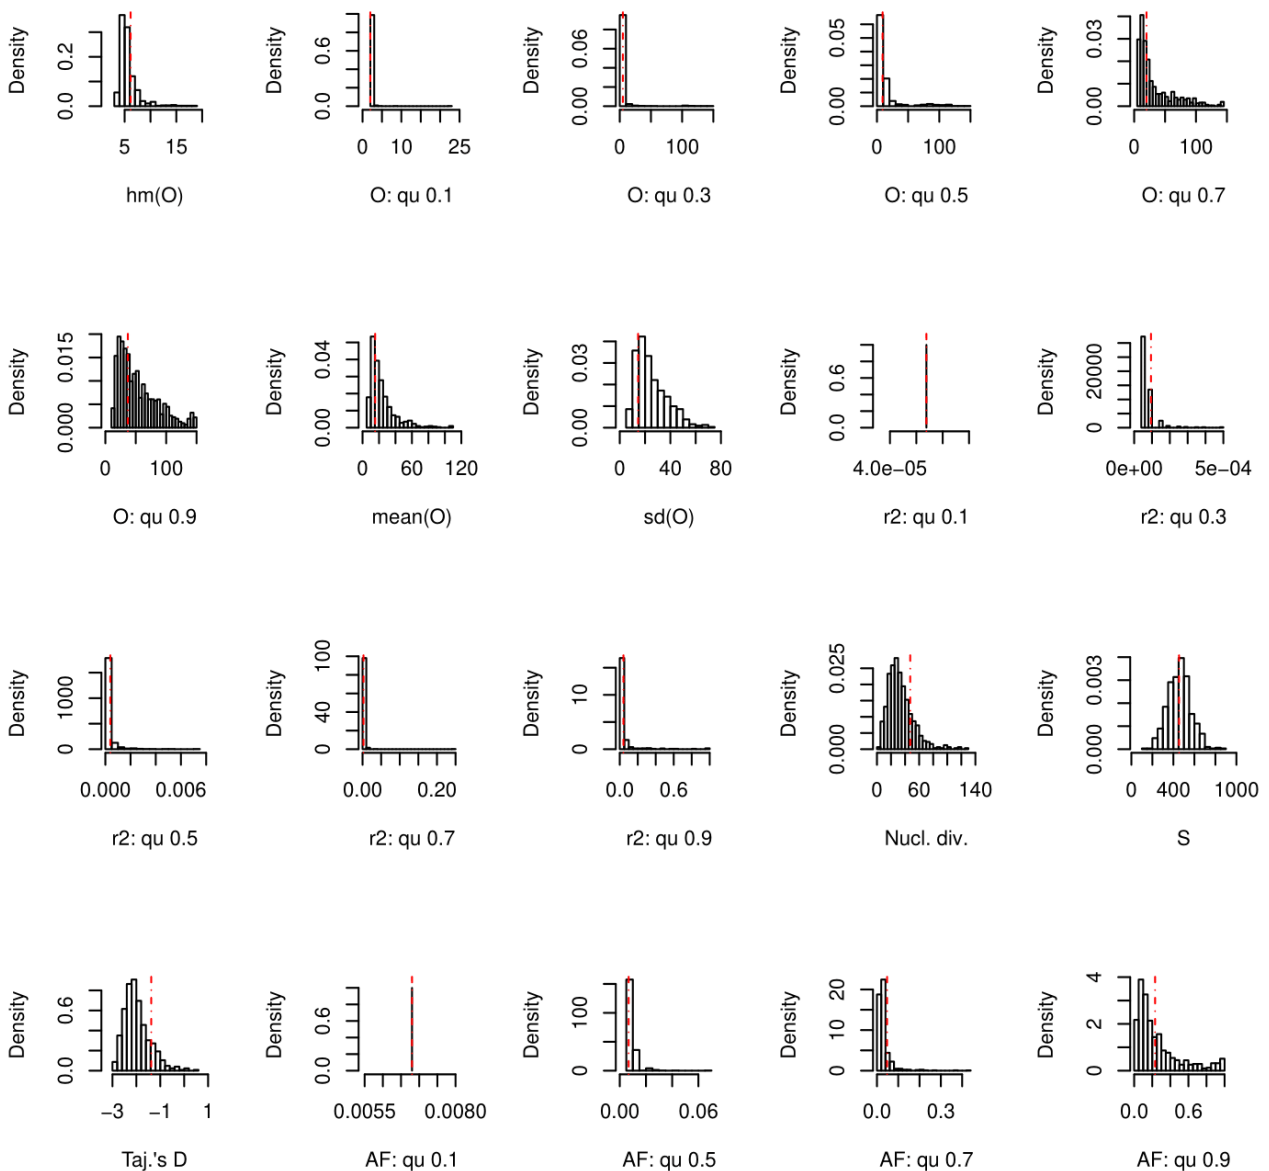 Density
0.0 0.2
5 15
hm(O)
Density
0.0 0.6
0 10 25
O: qu 0.1
Density
0.00 0.06
0 100
O: qu 0.3
Density
0.00 0.05
0 100
O: qu 0.5
Density
0.00 0.03
0 100
O: qu 0.7
Density
0.000 0.015
0 100
O: qu 0.9
Density
0.00 0.04
0 60 120
mean(O)
Density
0.00 0.03
0 40 80
sd(O)
Density
0.0 0.6
4.0e−05
r2: qu 0.1
Density
0 20000
0e+00 5e−04
r2: qu 0.3
Density
0 1000
0.000 0.006
r2: qu 0.5
Density
0 40 100
0.00 0.20
r2: qu 0.7
Density
0 10
0.0 0.6
r2: qu 0.9
Density
0.000 0.025
0 60 140
Nucl. div.
Density
0.000 0.003
0 400 1000
S
Density
0.0 0.6
−3 −1 1
Taj.'s D
Density
0.0 0.6
0.0055 0.0080
AF: qu 0.1
Density
0 100
0.00 0.06
AF: qu 0.5
Density
0 10 20
0.0 0.3
AF: qu 0.7
Density
0 2 4
0.0 0.6
AF: qu 0.9